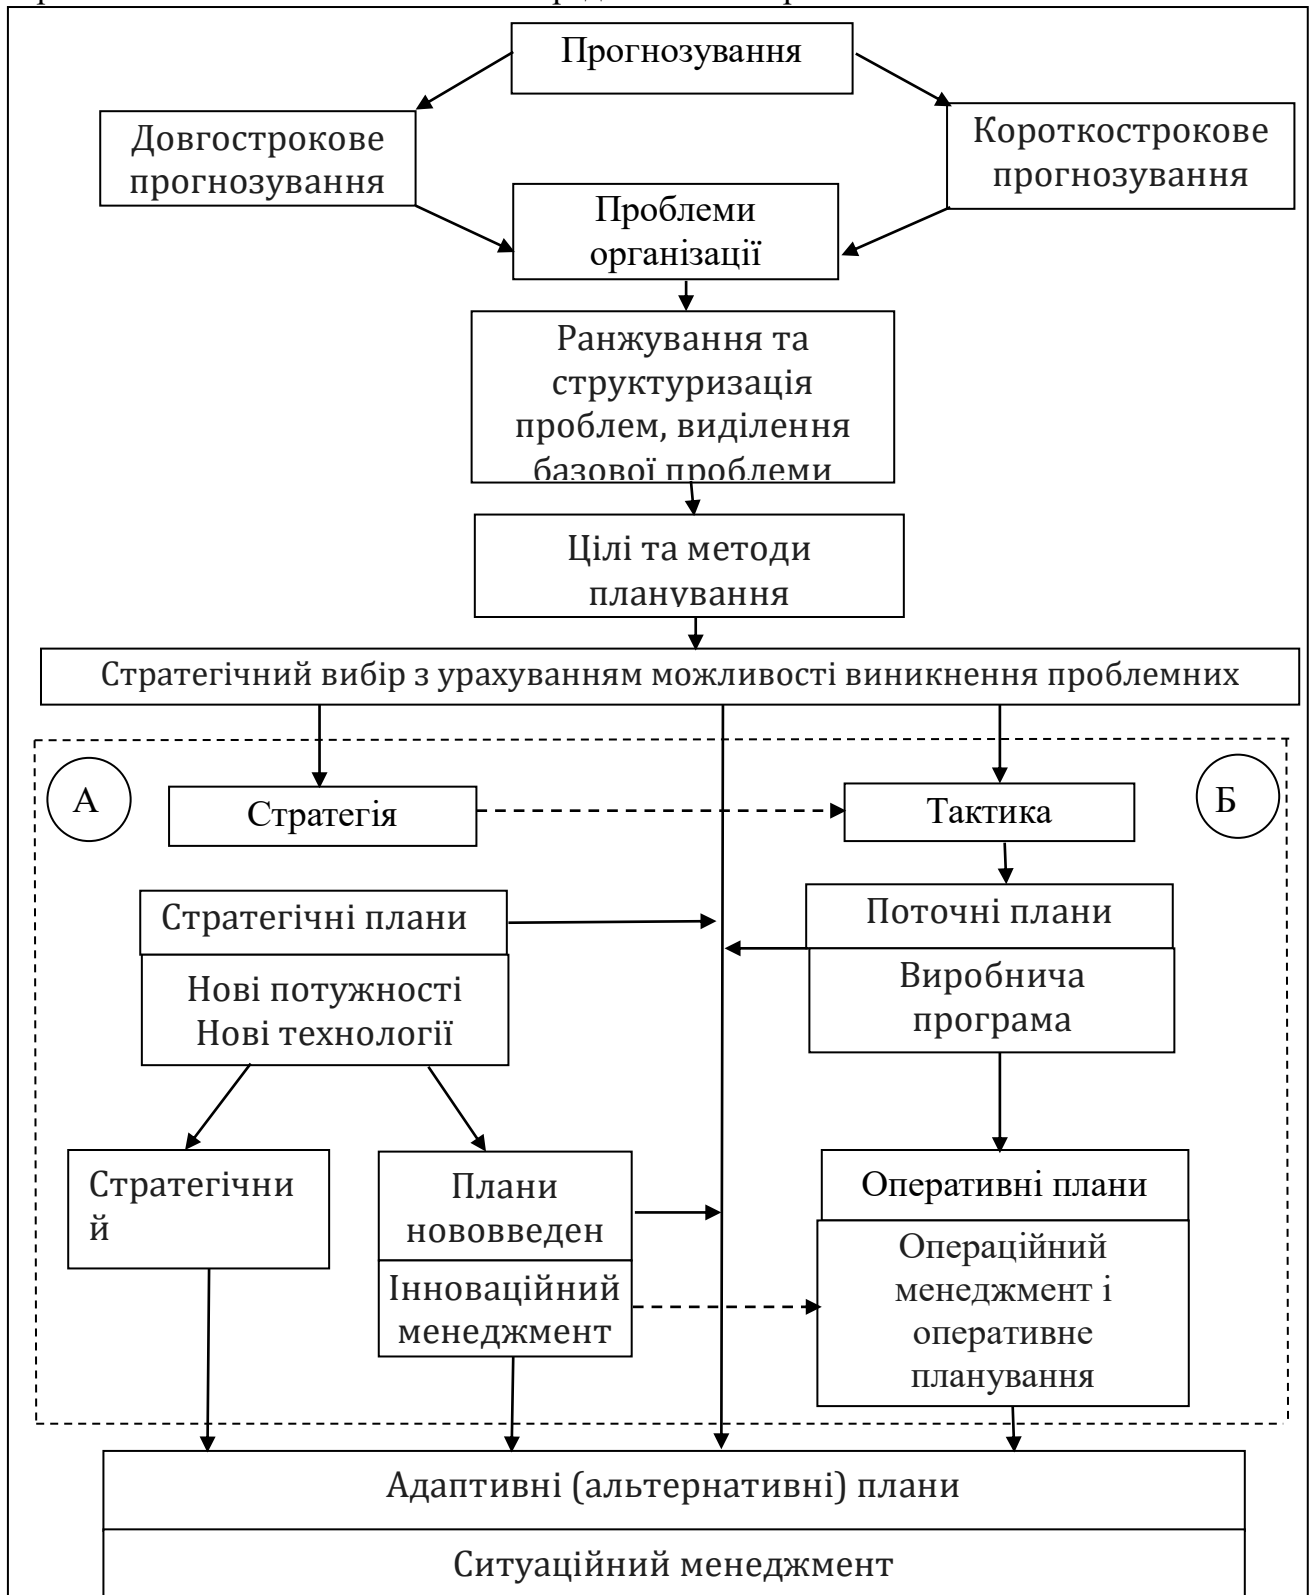 Прогнозування
Довгострокове
прогнозування
Короткострокове
прогнозування
Проблеми
організації
Ранжування та
структуризація
проблем, виділення
базової проблеми
Цілі та методи
планування
Стратегічний вибір з урахуванням можливості виникнення проблемних
А
Б
Стратегія
Тактика
Стратегічні плани
Поточні плани
Нові потужності
Нові технології
Виробнича
програма
Стратегічни
й
Плани
нововведен
Оперативні плани
Інноваційний
менеджмент
Операційний
менеджмент і
оперативне
планування
Адаптивні (альтернативні) плани
Ситуаційний менеджмент